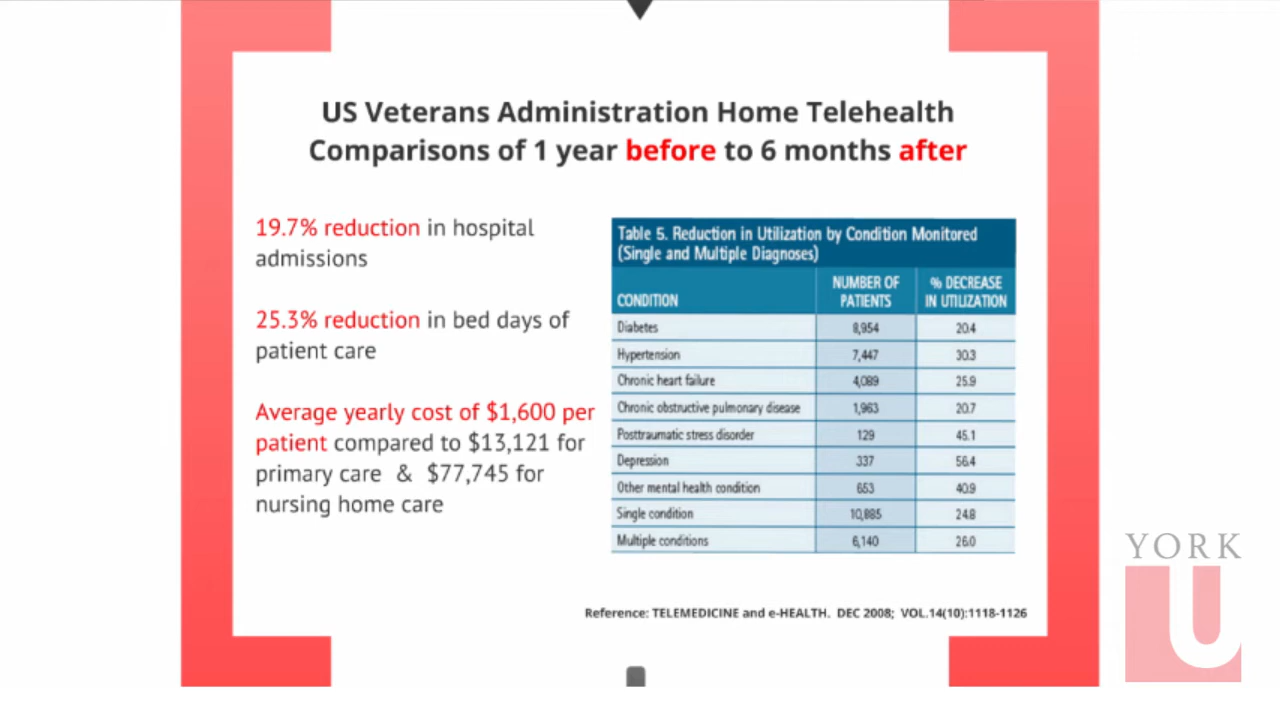 US Veterans Administration Home Telehealth
Comparisons of 1 year before to 6 months after
19.7% reduction in hospital
admissions
25.3% reduction in bed days of
patient care
Average yearly cost of $1,600 per
patient compared to $13,121 for
primary care & $77,745 for
nursing home care
Table 5. Reduction in Utilization by Condition Monitored
(Single and Multiple Diagnoses)
CONDITION NUMBER OF PATIENTS % DECREASE IN UTILIZATION
Diabetes 8,954 20.4
Hypertension 7,447 30.3
Chronic heart failure 4,089 25.9
Chronic obstructive pulmonary disease 1,963 20.7
Posttraumatic stress disorder 129 45.1
Depression 337 56.4
Other mental health condition 653 40.9
Single condition 10,885 24.8
Multiple conditions 6,140 26.0
Reference: TELEMEDICINE and e-HEALTH. DEC 2008; VOL.14(10):1118-1126
YORK
U